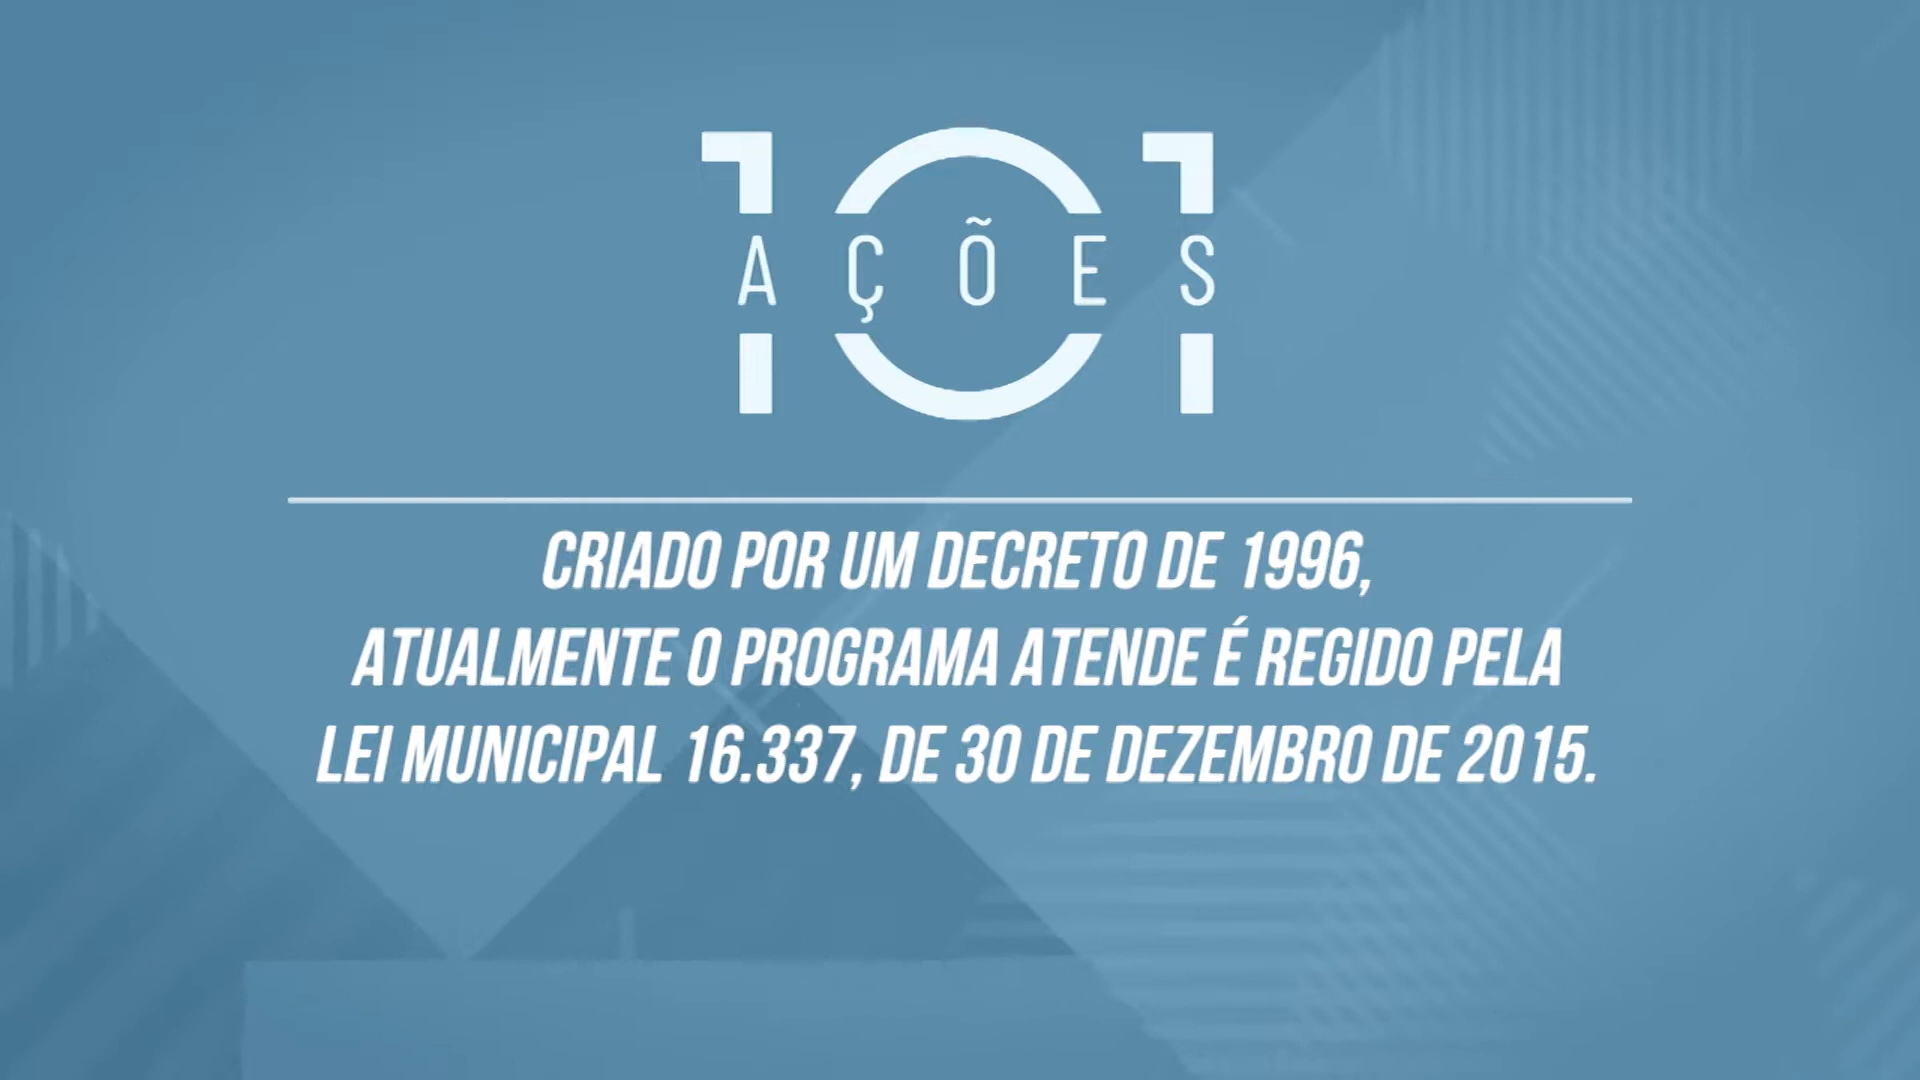 101
AÇÕES
CRIADO POR UM DECRETO DE 1996,
ATUALMENTE O PROGRAMA ATENDE É REGIDO PELA
LEI MUNICIPAL 16.337, DE 30 DE DEZEMBRO DE 2015.